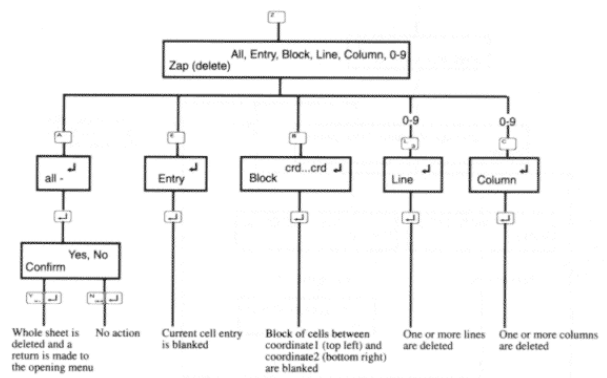 Z
All, Entry, Block, Line, Column, 0-9
Zap (delete)
0-9
0-9
A
E
B
L
C
all -
Entry
crd...crd
Block
Line
Column
Yes, No
Confirm
Y
N
Whole sheet is
deleted and a
return is made to
the opening menu
No action
Current cell entry
is blanked
Block of cells between
coordinate1 (top left) and
coordinate2 (bottom right)
are blanked
One or more lines
are deleted
One or more columns
are deleted